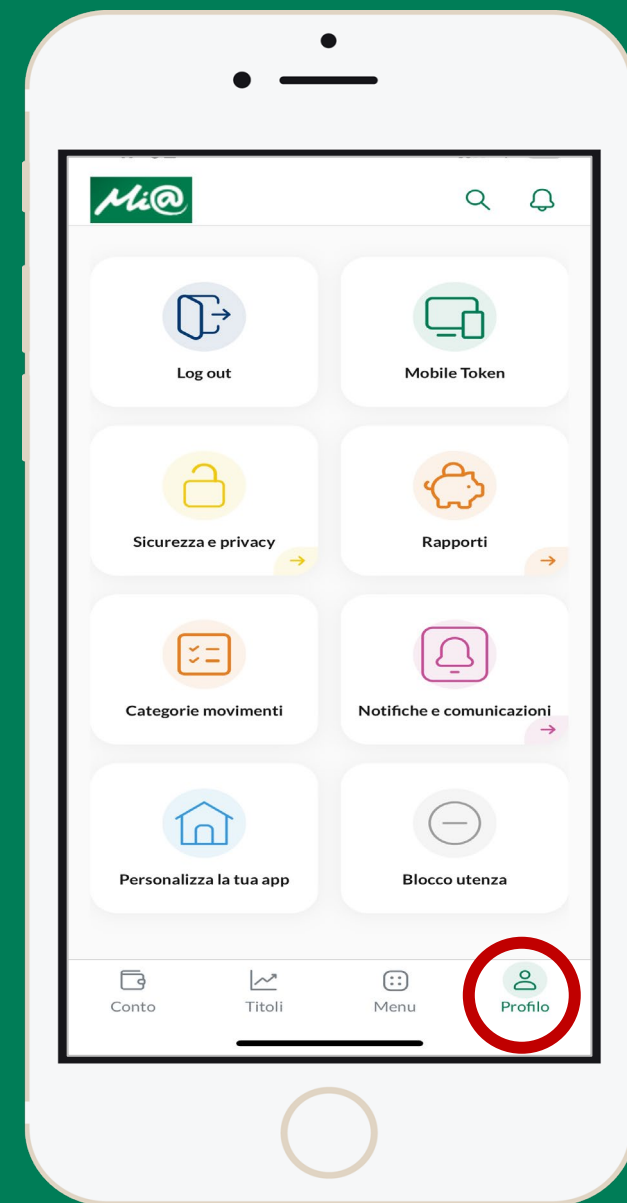 Mi@
Log out
Mobile Token
Sicurezza e privacy
Rapporti
Categorie movimenti
Notifiche e comunicazioni
Personalizza la tua app
Blocco utenza
Conto
Titoli
Menu
Profilo